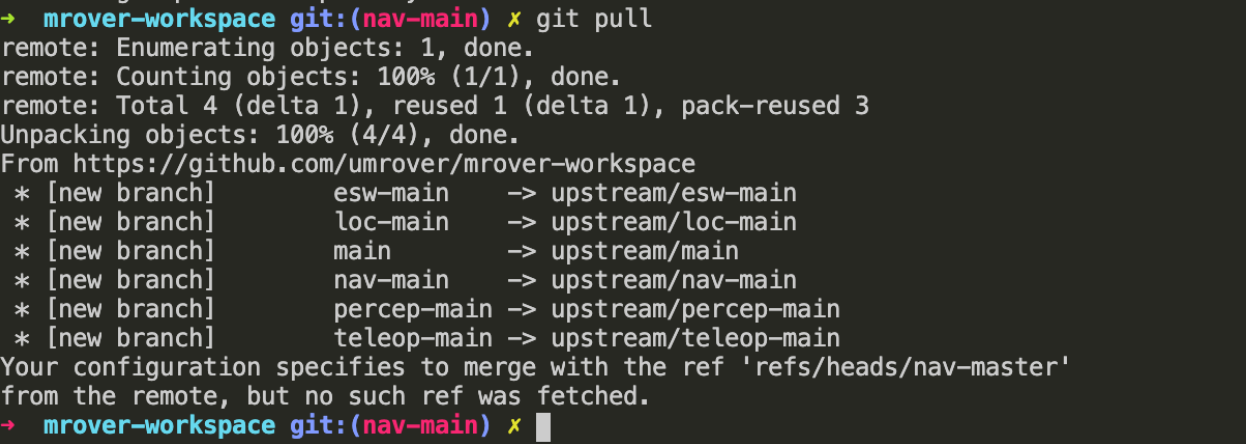 ➜  mrover-workspace git:(nav-main) ✗ git pull
remote: Enumerating objects: 1, done.
remote: Counting objects: 100% (1/1), done.
remote: Total 4 (delta 1), reused 1 (delta 1), pack-reused 3
Unpacking objects: 100% (4/4), done.
From https://github.com/umrover/mrover-workspace
 * [new branch]        esw-main    -> upstream/esw-main
 * [new branch]        loc-main    -> upstream/loc-main
 * [new branch]        main        -> upstream/main
 * [new branch]        nav-main    -> upstream/nav-main
 * [new branch]        percep-main -> upstream/percep-main
 * [new branch]        teleop-main -> upstream/teleop-main
Your configuration specifies to merge with the ref 'refs/heads/nav-master'
from the remote, but no such ref was fetched.
➜  mrover-workspace git:(nav-main) ✗